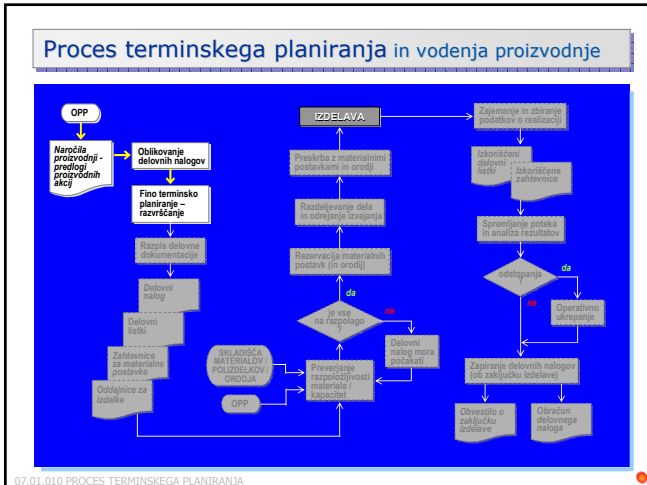 Proces terminskega planiranja in vodenja proizvodnje
OPP
Naročila
proizvodnji -
predlogi
proizvodnih
akcij
Oblikovanje
delovnih nalogov
Fino terminsko
planiranje –
razvrščanje
Razpis delovne
dokumentacije
Delovni
nalog
Delovni
listki
Zahtevnice
za materialne
postavke
Oddajnice za
izdelke
IZDELAVA
Preskrba z materialnimi
postavkami in orodji
Razdeljevanje dela
in odrejanje izvajanja
Rezervacija materialnih
postavk (in orodij)
da
je vse
na razpolago
?
ne
Delovni
nalog mora
počakati
SKLADIŠČA
MATERIALOV /
POLIZDELKOV /
ORODJA
OPP
Preverjanje
razpoložljivosti
materiala /
kapacitet
Zajemanje in zbiranje
podatkov o realizaciji
Izkoriščeni
delovni
listki
Izkoriščene
zahtevnice
Spremljanje poteka
in analiza rezultatov
odstopanja
?
da
ne
Operativno
ukrepanje
Zapiranje delovnih nalogov
(ob zaključku izdelave)
Obvestilo o
zaključku
izdelave
Obračun
delovnega
naloga
07.01.010 PROCES TERMINSKEGA PLANIRANJA